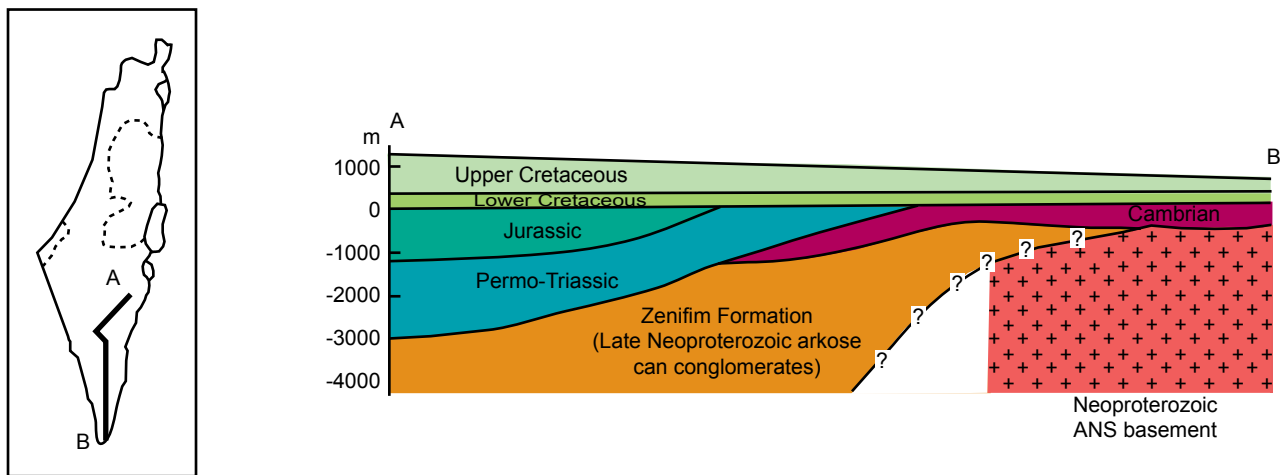 A
B
A
B
m
1000
0
-1000
-2000
-3000
-4000
Upper Cretaceous
Lower Cretaceous
Jurassic
Cambrian
Permo-Triassic
Zenifim Formation
(Late Neoproterozoic arkose
can conglomerates)
?
?
?
?
?
?
Neoproterozoic
ANS basement